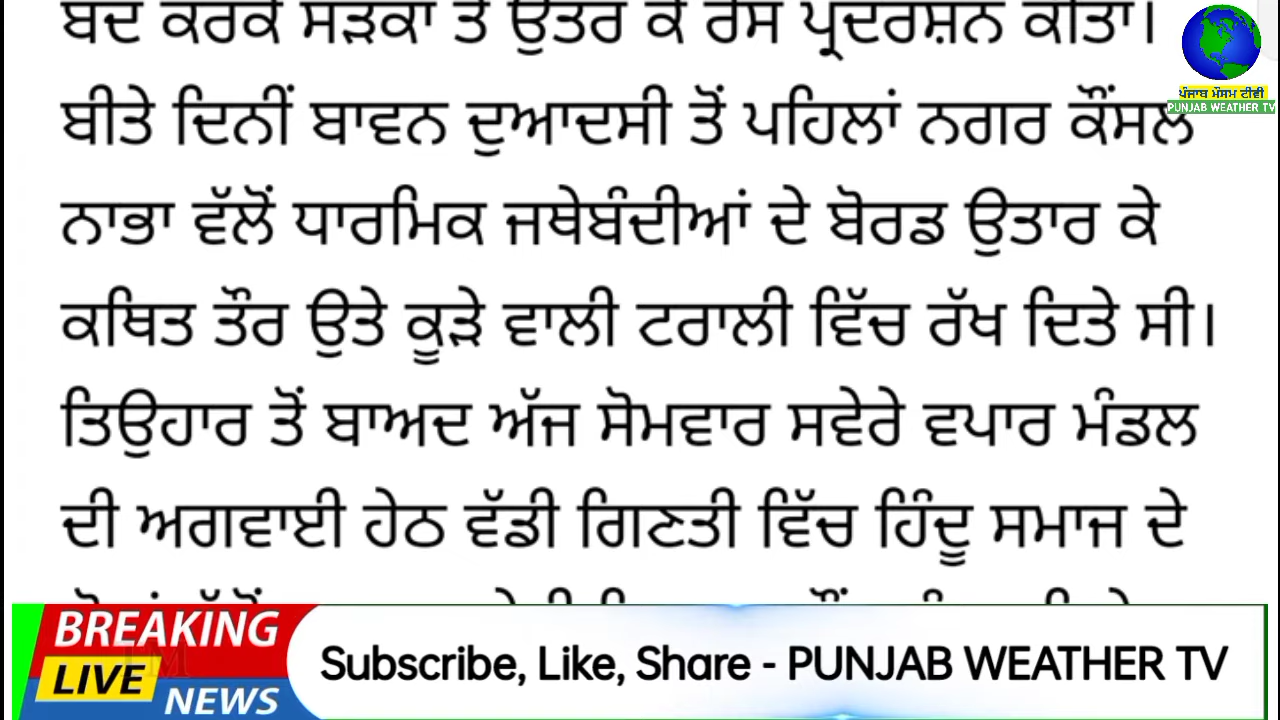 ਬੰਦ ਕਰਕੇ ਸੜਕਾਂ ਤੇ ਉਤਰ ਕੇ ਰੋਸ ਪ੍ਰਦਰਸ਼ਨ ਕੀਤਾ।
ਬੀਤੇ ਦਿਨੀਂ ਬਾਵਨ ਦੁਆਦਸੀ ਤੋਂ ਪਹਿਲਾਂ ਨਗਰ ਕੌਂਸਲ
ਨਾਭਾ ਵੱਲੋਂ ਧਾਰਮਿਕ ਜਥੇਬੰਦੀਆਂ ਦੇ ਬੋਰਡ ਉਤਾਰ ਕੇ
ਕਥਿਤ ਤੌਰ ਉਤੇ ਕੂੜੇ ਵਾਲੀ ਟਰਾਲੀ ਵਿੱਚ ਰੱਖ ਦਿਤੇ ਸੀ।
ਤਿਉਹਾਰ ਤੋਂ ਬਾਅਦ ਅੱਜ ਸੋਮਵਾਰ ਸਵੇਰੇ ਵਪਾਰ ਮੰਡਲ
ਦੀ ਅਗਵਾਈ ਹੇਠ ਵੱਡੀ ਗਿਣਤੀ ਵਿੱਚ ਹਿੰਦੂ ਸਮਾਜ ਦੇ
ਪੰਜਾਬ ਮੌਸਮ ਟੀਵੀ
PUNJAB WEATHER TV
BREAKING
LIVE
NEWS
Subscribe, Like, Share - PUNJAB WEATHER TV